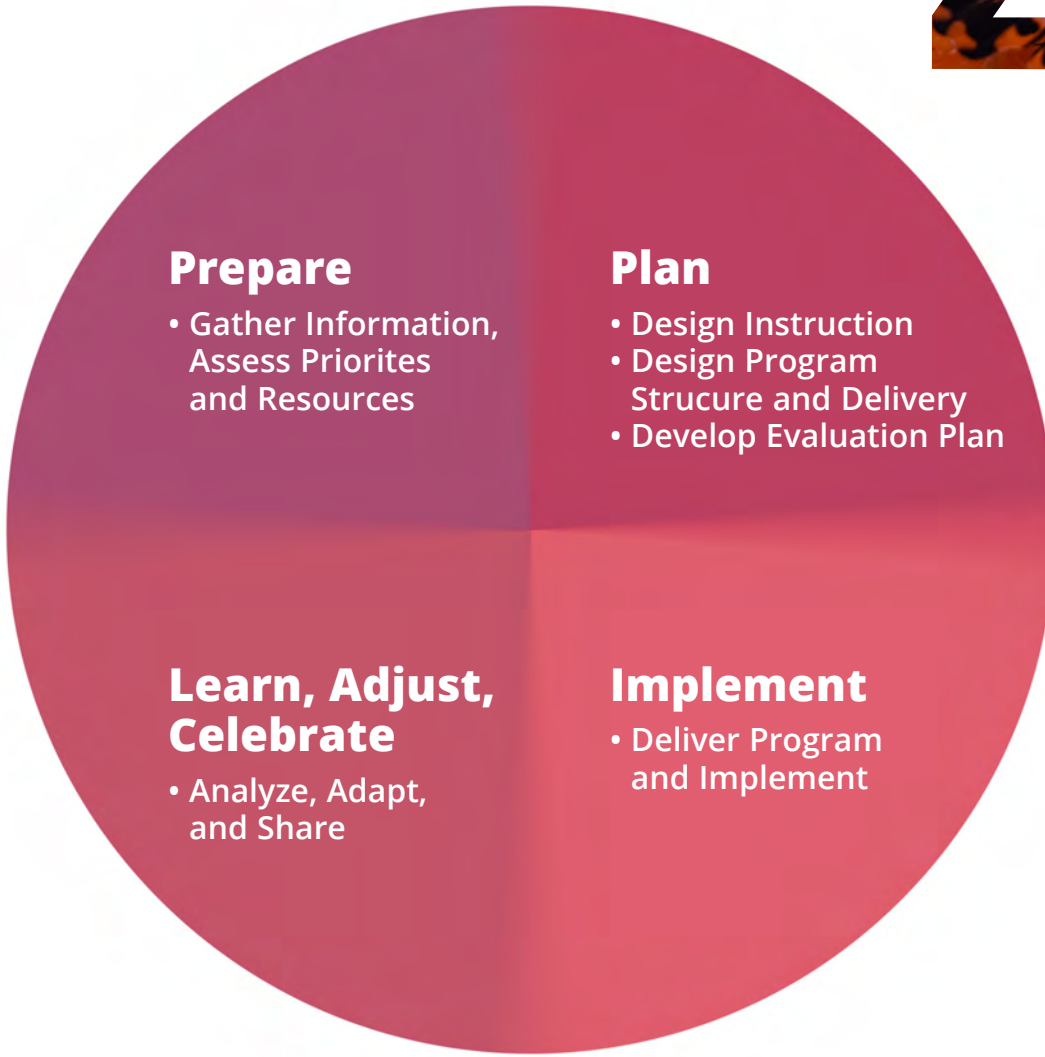 Prepare
• Gather Information,
Assess Priorites
and Resources
Plan
• Design Instruction
• Design Program
Strucure and Delivery
• Develop Evaluation Plan
Learn, Adjust,
Celebrate
• Analyze, Adapt,
and Share
Implement
• Deliver Program
and Implement